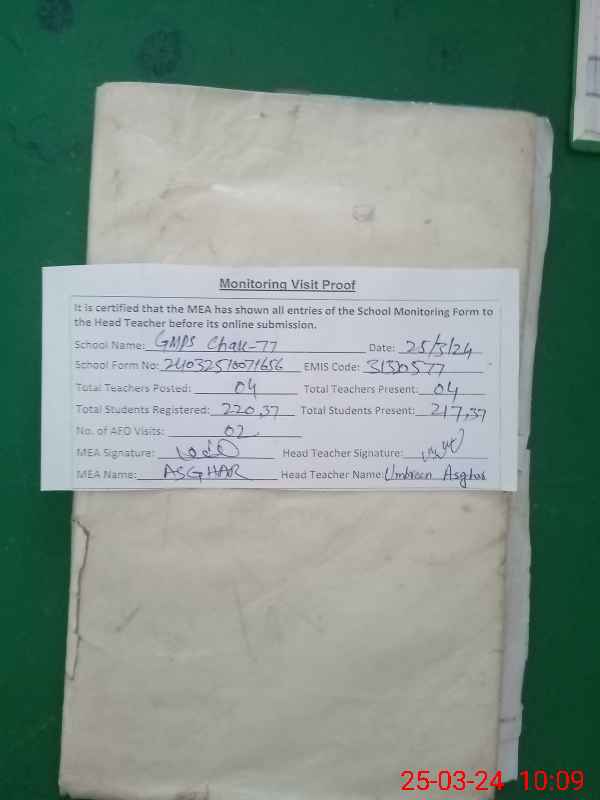 Monitoring Visit Proof
It is certified that the MEA has shown all entries of the School Monitoring Form to
the Head Teacher before its online submission.
School Name: GMPS Chak-77 Date: 25/3/24
School Form No: 24032510071656 EMIS Code: 31320577
Total Teachers Posted: 04 Total Teachers Present: 04
Total Students Registered: 220,37 Total Students Present: 217,37
No. of AEO Visits: 02
MEA Signature: Head Teacher Signature:
MEA Name: ASGHAR Head Teacher Name: Umbreen Asghar
25-03-24 10:09